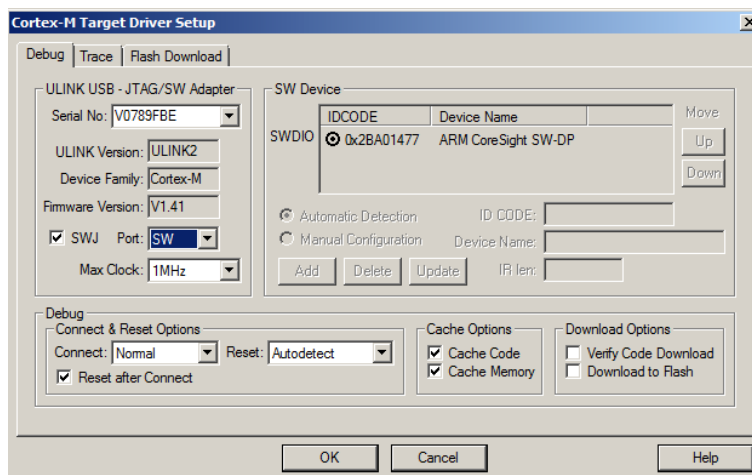 Cortex-M Target Driver Setup
Debug Trace Flash Download
ULINK USB - JTAG/SW Adapter
Serial No: V0789FBE
ULINK Version: ULINK2
Device Family: Cortex-M
Firmware Version: V1.41
SWJ Port: SW
Max Clock: 1MHz
SW Device
IDCODE Device Name Move
SWDIO 0x2BA01477 ARM CoreSight SW-DP Up
Down
Automatic Detection ID CODE:
Manual Configuration Device Name:
Add Delete Update IR len:
Debug
Connect & Reset Options
Connect: Normal Reset: Autodetect
Reset after Connect
Cache Options
Cache Code
Cache Memory
Download Options
Verify Code Download
Download to Flash
OK Cancel Help